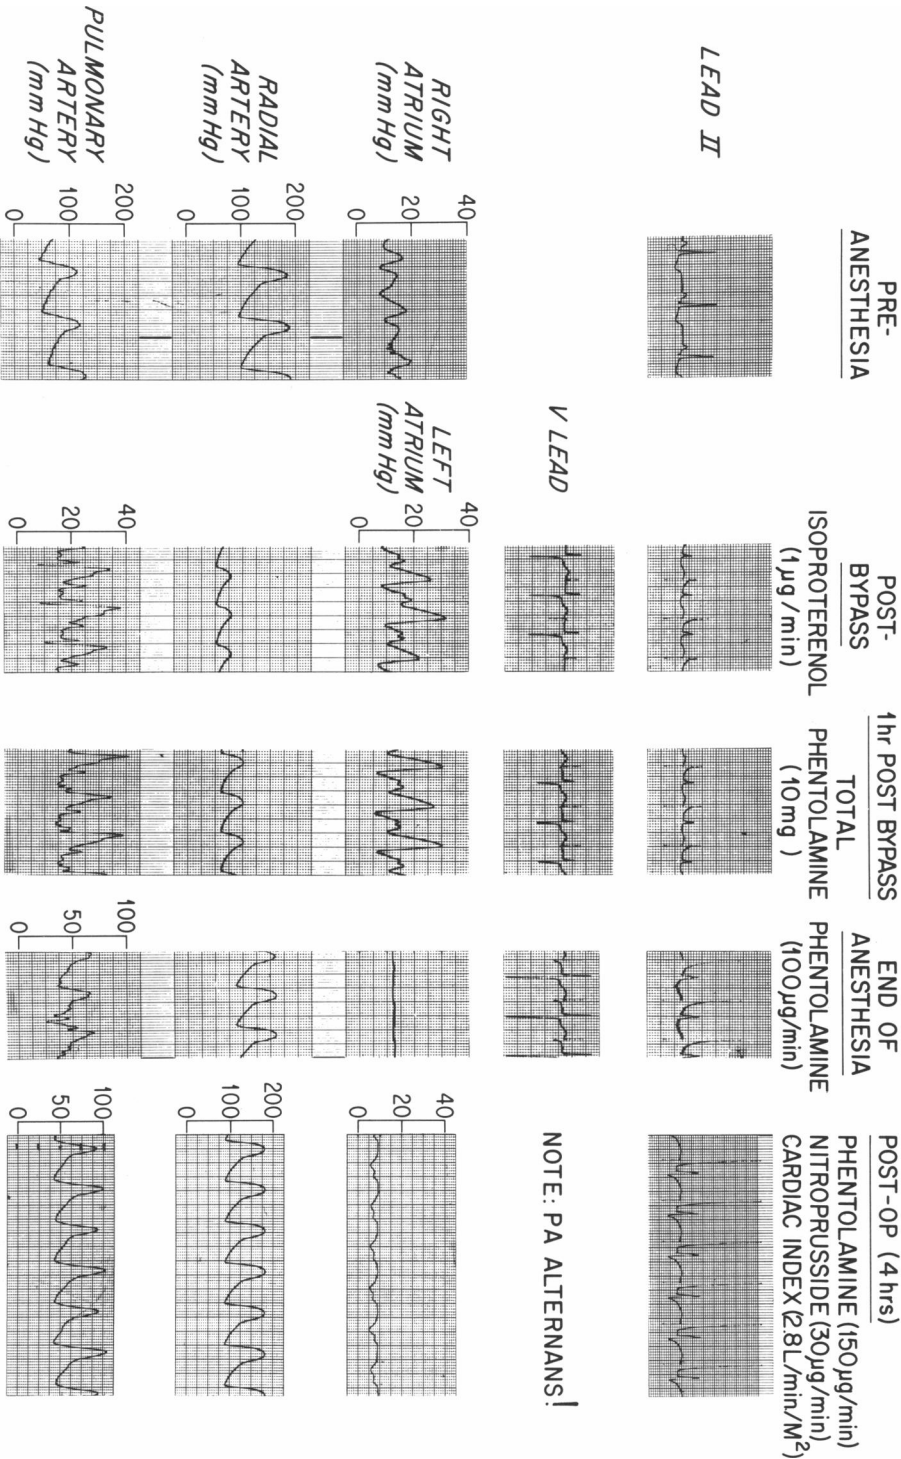 PRE-
ANESTHESIA
POST-
BYPASS
ISOPROTERENOL
(1μg/min)
1hr POST BYPASS
TOTAL
PHENTOLAMINE
(10mg)
END OF
ANESTHESIA
PHENTOLAMINE
(100μg/min)
POST-OP (4 hrs)
PHENTOLAMINE (150μg/min)
NITROPRUSSIDE (30μg/min)
CARDIAC INDEX (2.8 L/min/M²)
LEAD II
V LEAD
NOTE: PA ALTERNANS!
RIGHT
ATRIUM
(mm Hg)
40
20
0
LEFT
ATRIUM
(mm Hg)
40
20
0
40
20
0
RADIAL
ARTERY
(mm Hg)
200
100
0
200
100
0
PULMONARY
ARTERY
(mm Hg)
200
100
0
40
20
0
100
50
0
100
50
0